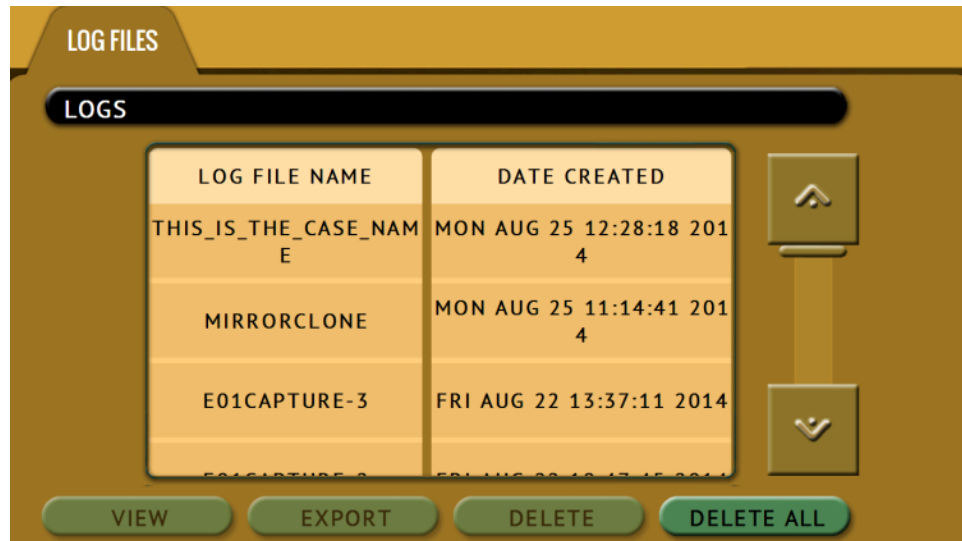 LOG FILES
LOGS
LOG FILE NAME DATE CREATED
THIS_IS_THE_CASE_NAM MON AUG 25 12:28:18 201
E 4
MIRRORCLONE MON AUG 25 11:14:41 201
4
E01CAPTURE-3 FRI AUG 22 13:37:11 2014
VIEW EXPORT DELETE DELETE ALL